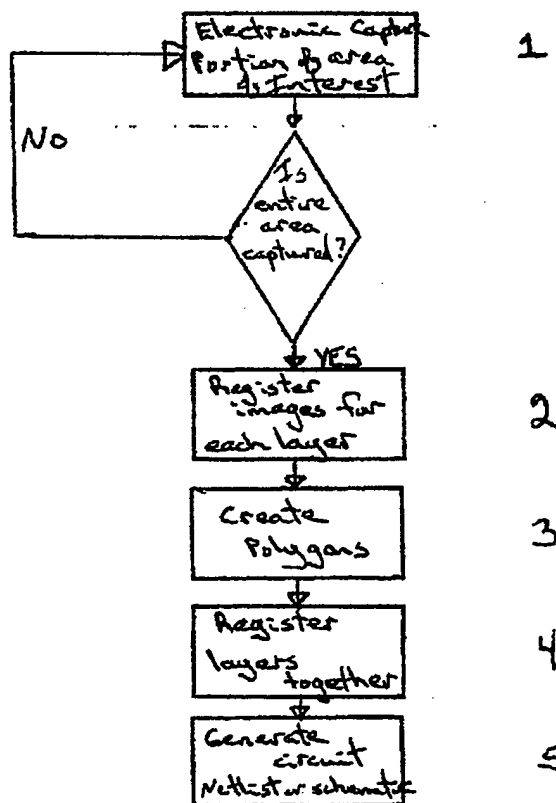 Electronic Capture
Portion of area
of Interest
1
No
Is
entire
area
captured?
YES
Register
images for
each layer
2
Create
Polygons
3
Register
layers
together
4
Generate
circuit
Netlist or schematic
5